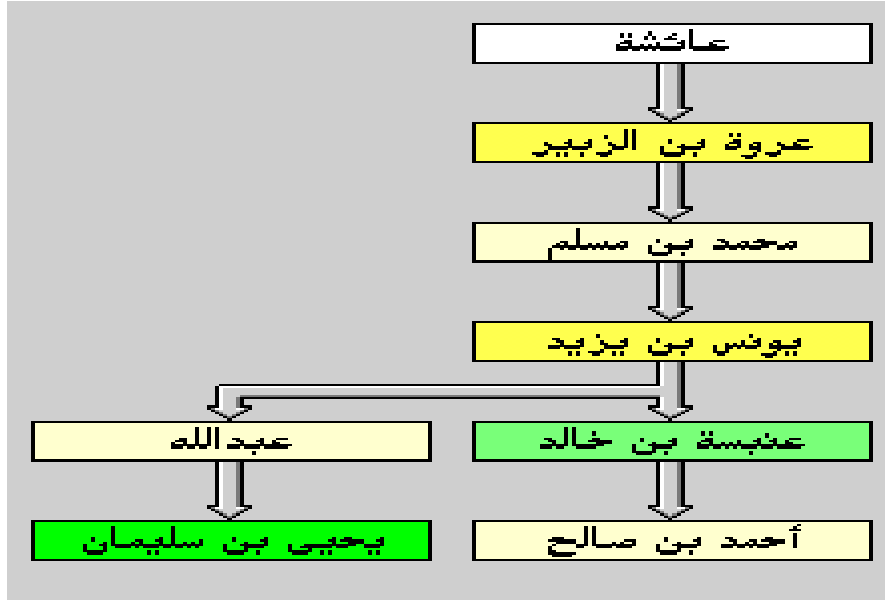 عائشة
عروة بن الزبير
محمد بن مسلم
يونس بن يزيد
عنبسة بن خالد
عبدالله
أحمد بن صالح
يحيى بن سليمان